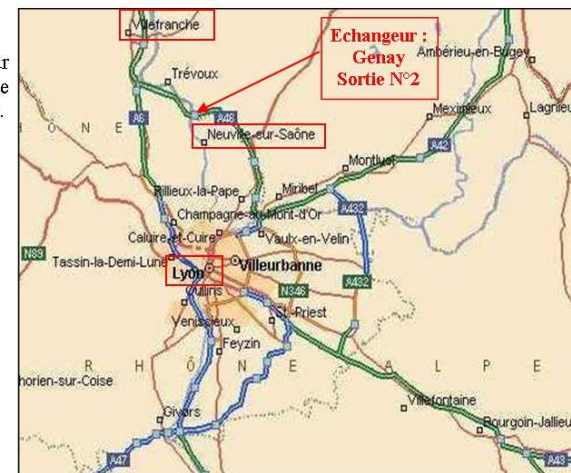 Villefranche
Echangeur :
Genay
Sortie N°2
Ambérieu-en-Bugey
Trévoux
A6
A46
Meximieux
Lagnieu
Neuville-sur-Saône
A42
H Ô N E
Montluel
Rillieux-la-Pape
Miribel
A432
Champagne-au-Mont-d'Or
Caluire-et-Cuire
Vaulx-en-Velin
N89
Tassin-la-Demi-Lune
Lyon
Villeurbanne
A432
Oullins
N346
Venissieux
St-Priest
Feyzin
R H Ô N E
A L P E
horien-sur-Coise
Villefontaine
Givors
Bourgoin-Jallieu
A47
A43